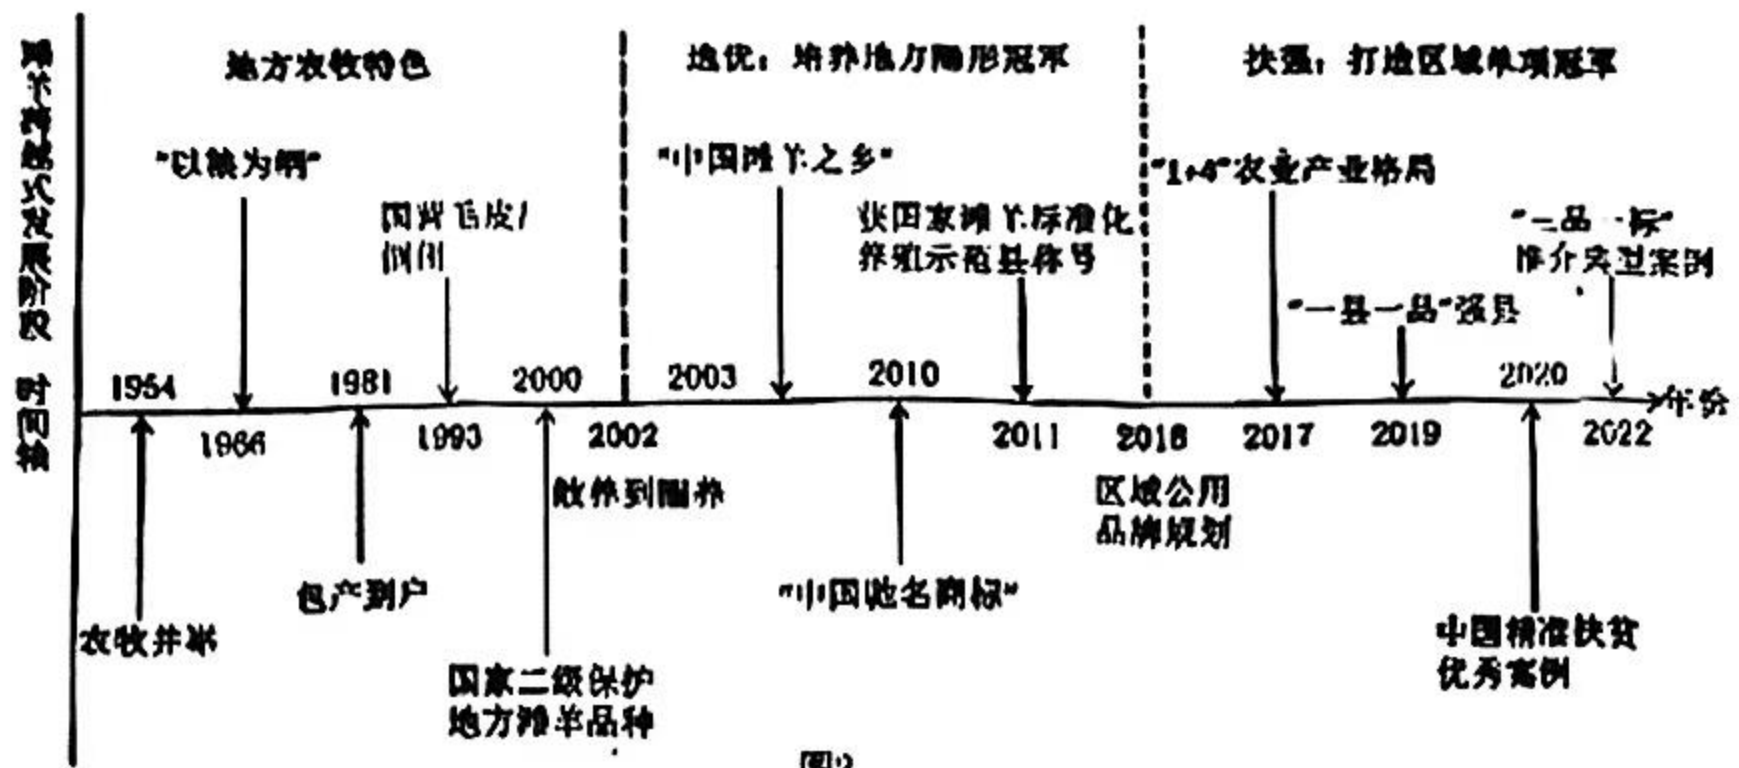 地方农牧特色
选优：培养地方隐形冠军
扶强：打造区域单项冠军
"以粮为纲"
"中国滩羊之乡"
"1+4"农业产业格局
国营毛皮厂
倒闭
获国家滩羊标准化
养殖示范县称号
"三品一标"
推介典型案例
"一县一品"强县
1954
1981
2000
2003
2010
2020
年份
1966
1993
2002
2011
2016
2017
2019
2022
散养到圈养
区域公用
品牌规划
包产到户
"中国驰名商标"
农牧并举
中国精准扶贫
优秀案例
国家二级保护
地方滩羊品种
盐池滩羊
发展阶段及
时间轴